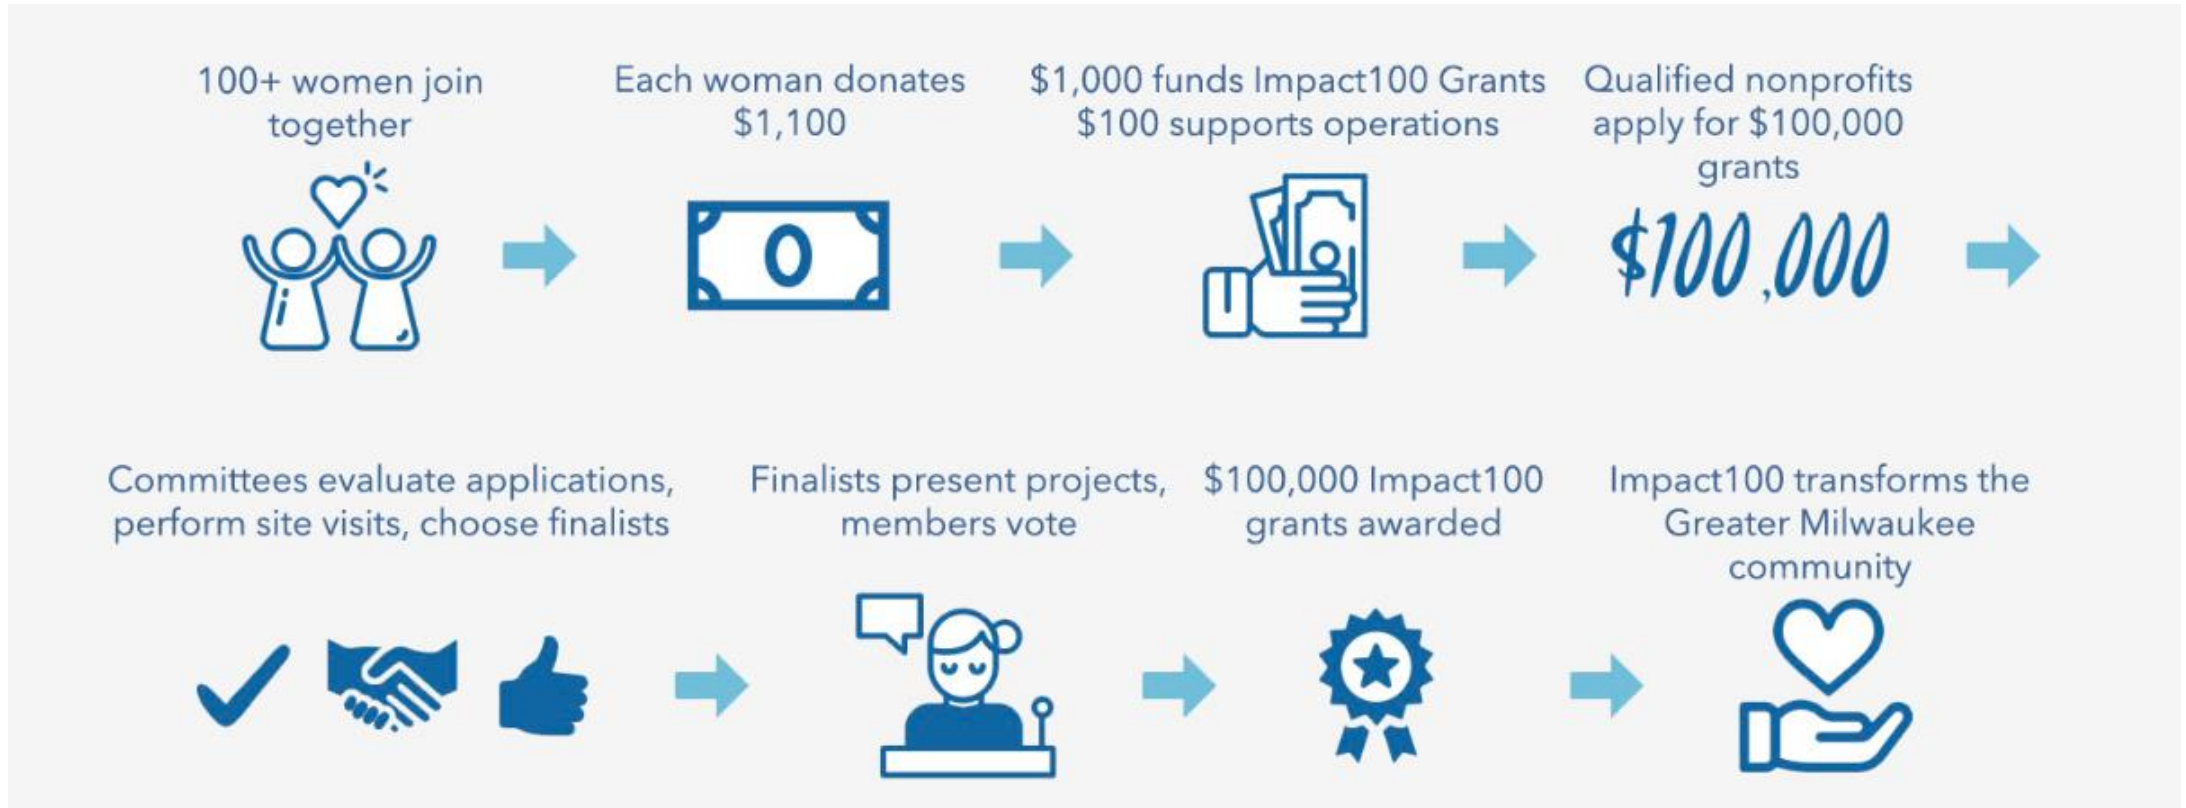 100+ women join
together
Each woman donates
$1,100
$1,000 funds Impact100 Grants
$100 supports operations
Qualified nonprofits
apply for $100,000
grants
0
$100,000
Committees evaluate applications,
perform site visits, choose finalists
Finalists present projects,
members vote
$100,000 Impact100
grants awarded
Impact100 transforms the
Greater Milwaukee
community